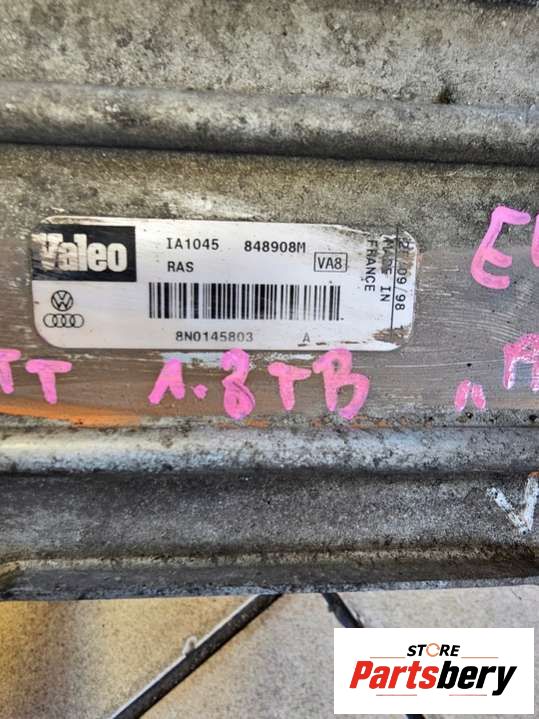 Valeo IA1045 848908M
RAS VA8
8N0145803 A
MADE IN
FRANCE
09/98
TT 1.8TB
STORE
Partsbery